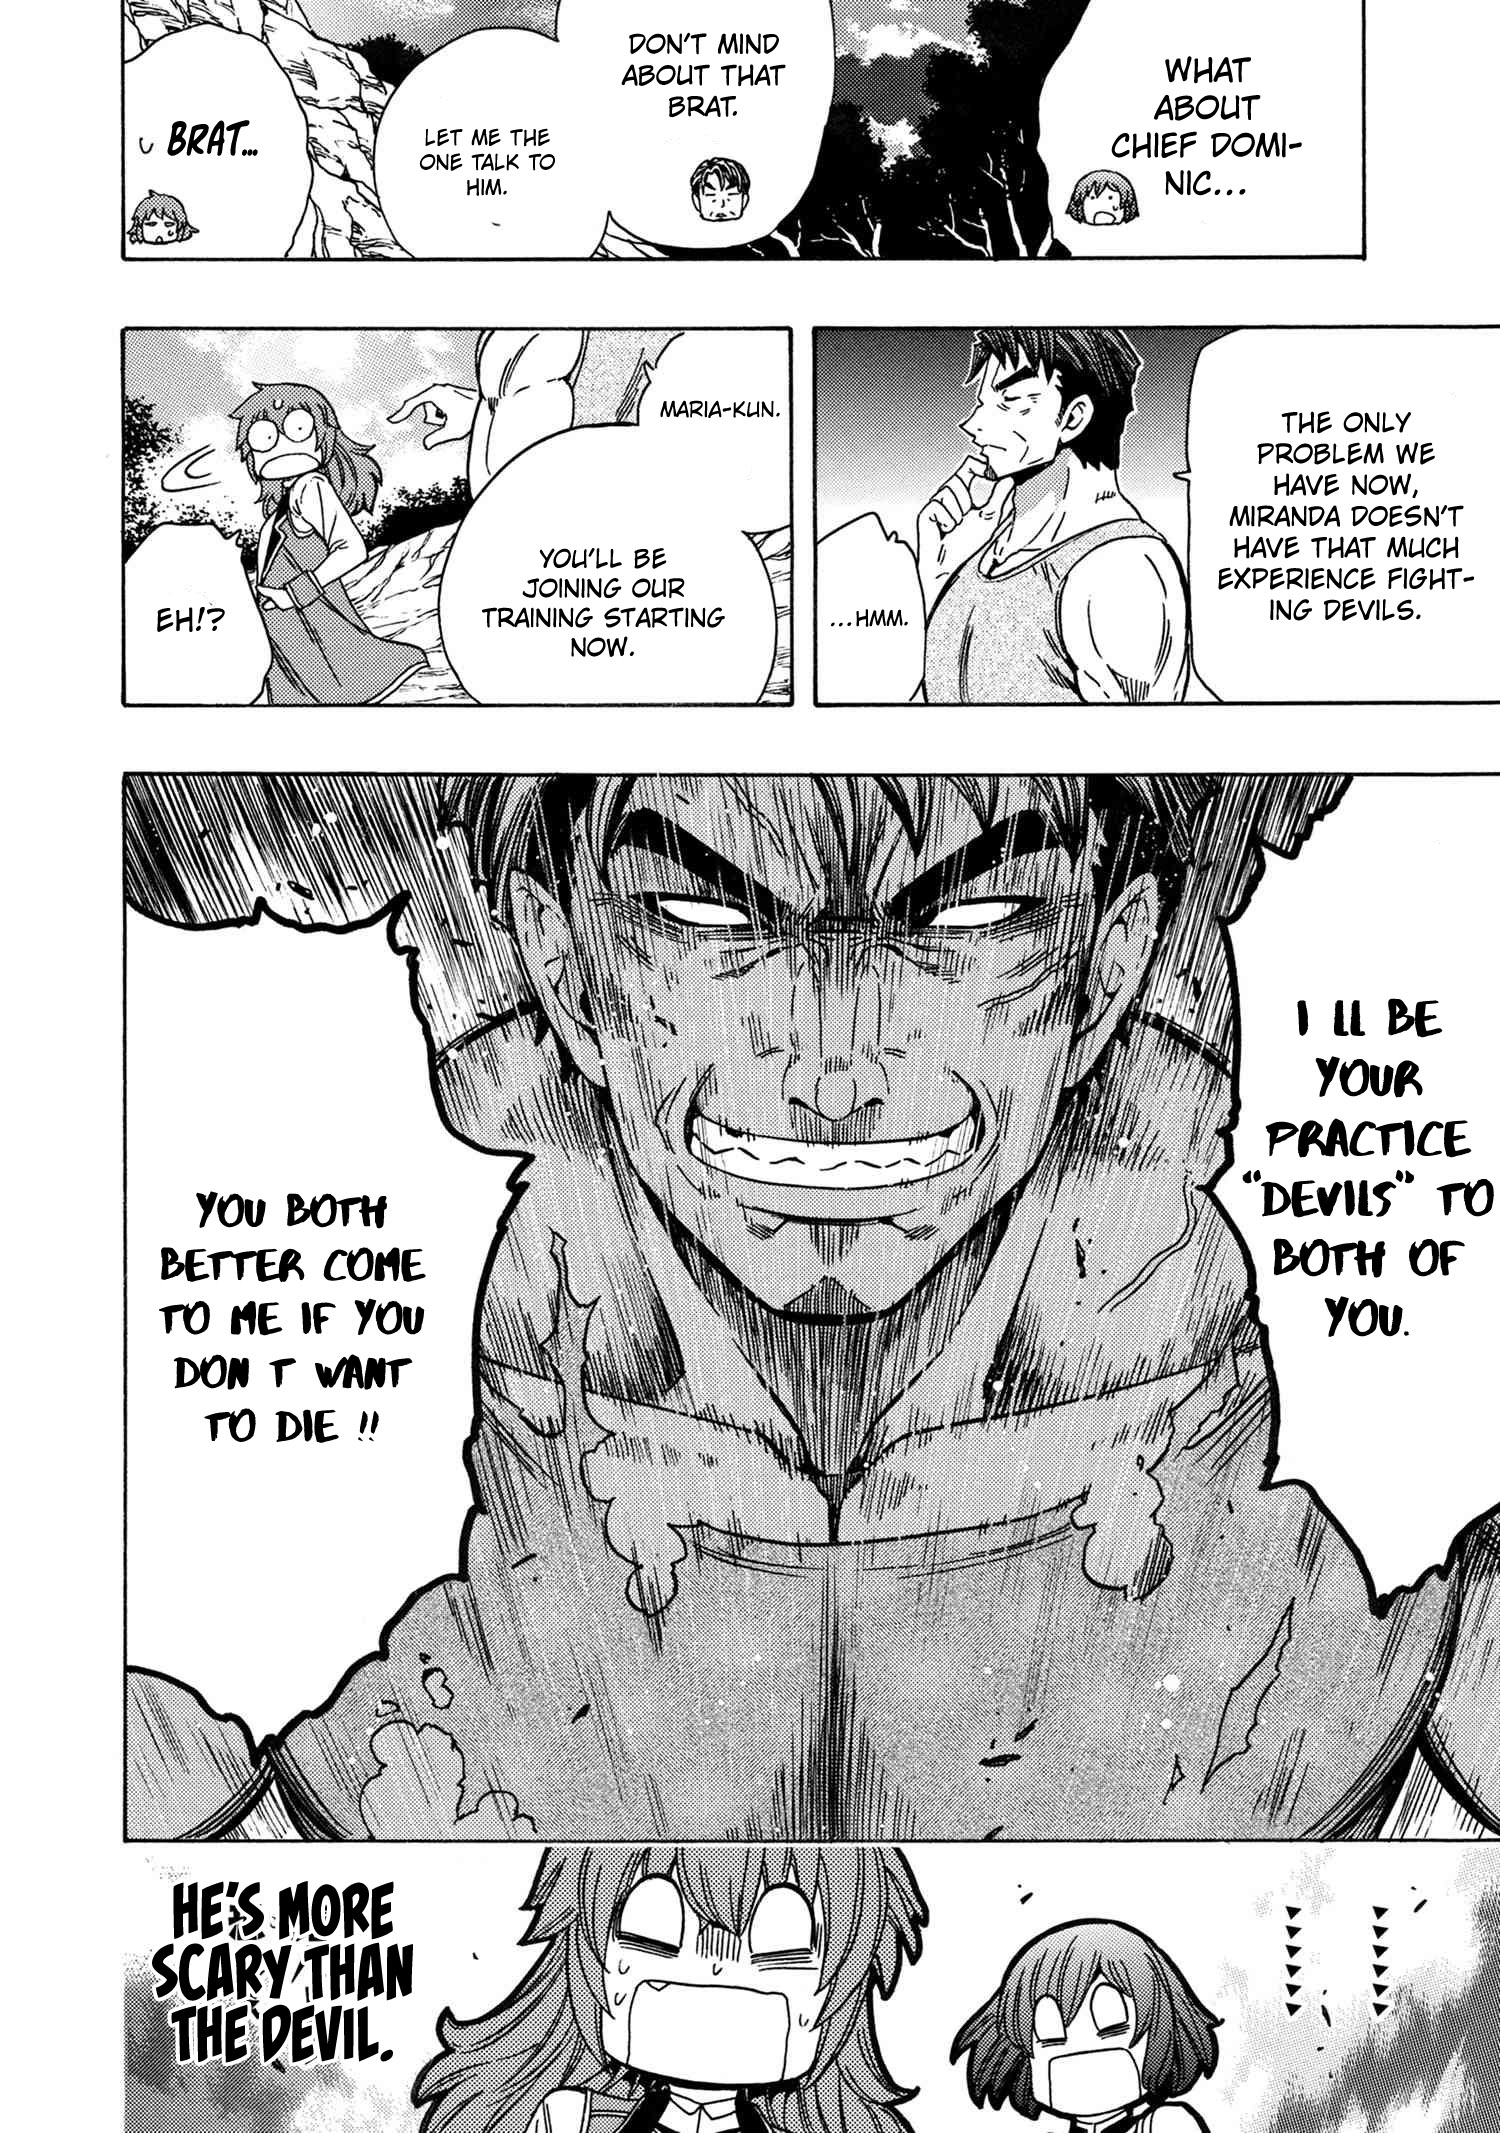 WHAT
ABOUT
CHIEF DOMI-
NIC...
DON'T MIND
ABOUT THAT
BRAT.
LET ME THE
ONE TALK TO
HIM.
BRAT...
THE ONLY
PROBLEM WE
HAVE NOW,
MIRANDA DOESN'T
HAVE THAT MUCH
EXPERIENCE FIGHT-
ING DEVILS.
...HMM.
MARIA-KUN.
YOU'LL BE
JOINING OUR
TRAINING STARTING
NOW.
EH!?
I LL BE
YOUR
PRACTICE
"DEVILS" TO
BOTH OF
YOU.
YOU BOTH
BETTER COME
TO ME IF YOU
DON T WANT
TO DIE !!
HE'S MORE
SCARY THAN
THE DEVIL.